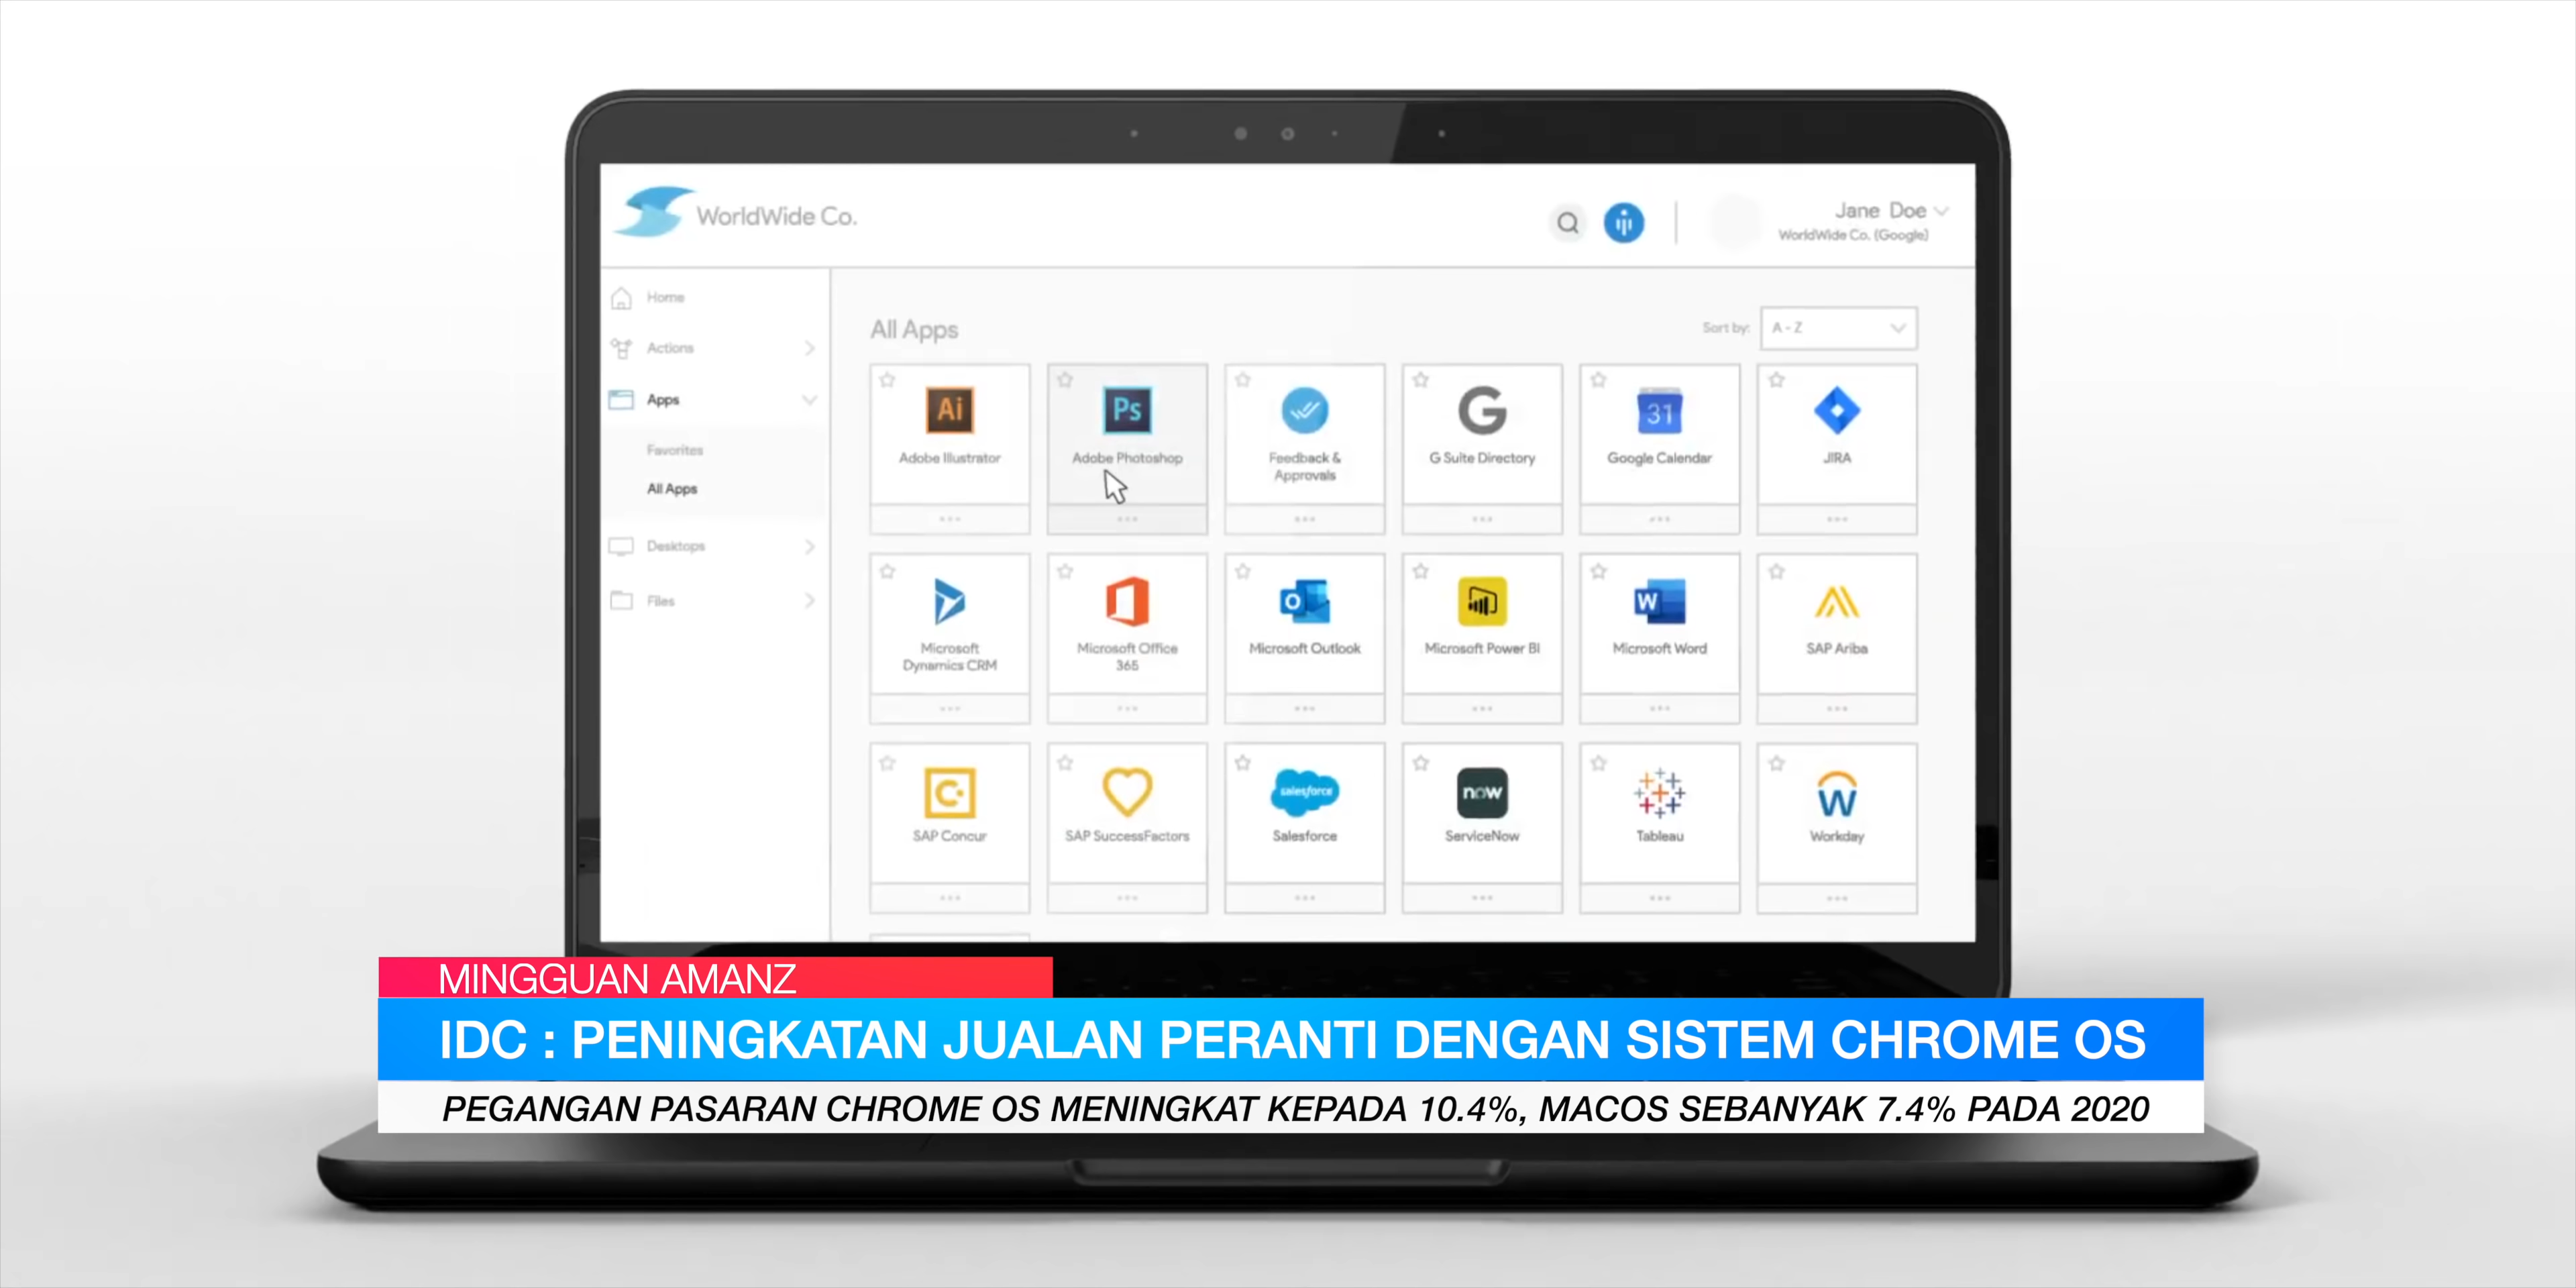 WorldWide Co.
Jane Doe
WorldWide Co. (Google)
Home
Actions
Apps
Favorites
All Apps
Desktops
Files
All Apps
Sort by:
A - Z
Ai
Ps
31
Adobe Illustrator
Adobe Photoshop
Feedback &
Approvals
G Suite Directory
Google Calendar
JIRA
Microsoft
Dynamics CRM
Microsoft Office
365
Microsoft Outlook
Microsoft Power BI
Microsoft Word
SAP Ariba
salesforce
now
SAP Concur
SAP SuccessFactors
Salesforce
ServiceNow
Tableau
Workday
MINGGUAN AMANZ
IDC : PENINGKATAN JUALAN PERANTI DENGAN SISTEM CHROME OS
PEGANGAN PASARAN CHROME OS MENINGKAT KEPADA 10.4%, MACOS SEBANYAK 7.4% PADA 2020